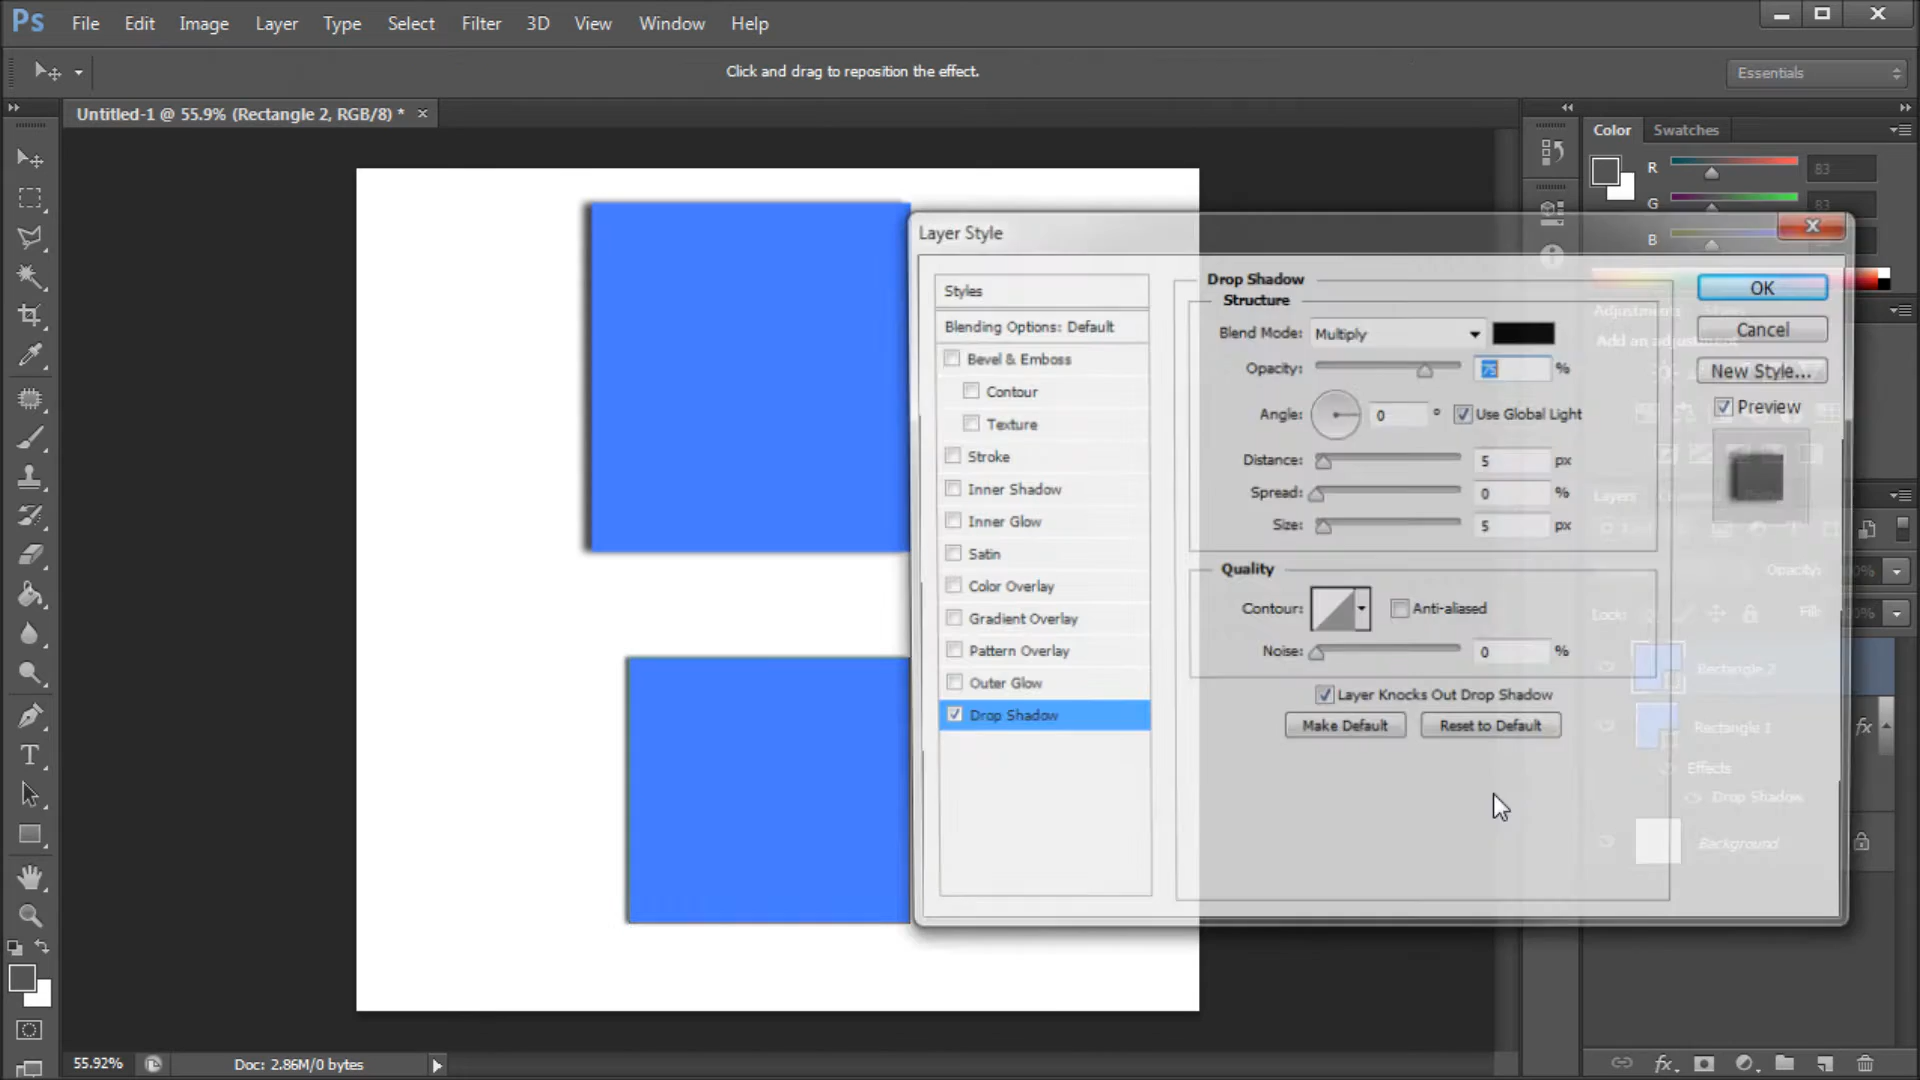 Ps File Edit Image Layer Type Select Filter 3D View Window Help
Click and drag to reposition the effect.
Essentials
Untitled-1 @ 55.9% (Rectangle 2, RGB/8) *
Color Swatches
R 83
G 83
B
Layer Style
Styles
Blending Options: Default
Bevel & Emboss
Contour
Texture
Stroke
Inner Shadow
Inner Glow
Satin
Color Overlay
Gradient Overlay
Pattern Overlay
Outer Glow
Drop Shadow
Drop Shadow
Structure
Blend Mode: Multiply
Opacity: 75 %
Angle: 0 ° Use Global Light
Distance: 5 px
Spread: 0 %
Size: 5 px
Quality
Contour: Anti-aliased
Noise: 0 %
Layer Knocks Out Drop Shadow
Make Default Reset to Default
OK
Cancel
New Style...
Preview
Adjustments
Add an adjustment
Layers
Opacity:
Lock: Fill:
Rectangle 2
Rectangle 1 fx
Effects
Drop Shadow
Background
T
55.92% Doc: 2.86M/0 bytes
fx